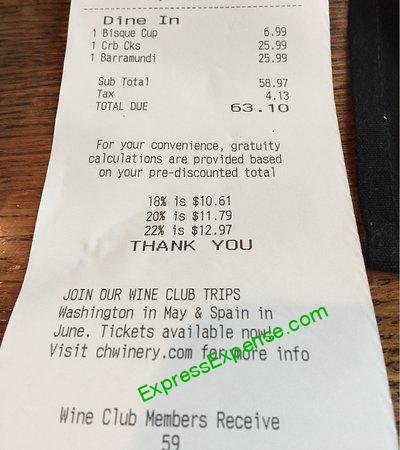 Dine In
1 Bisque Cup 6.99
1 Crb Cks 25.99
1 Barramundi 25.99
Sub Total 58.97
Tax 4.13
TOTAL DUE 63.10
For your convenience, gratuity
calculations are provided based
on your pre-discounted total
18% is $10.61
20% is $11.79
22% is $12.97
THANK YOU
JOIN OUR WINE CLUB TRIPS
Washington in May & Spain in
June. Tickets available now!
Visit chwinery.com for more info
ExpressExpense.com
Wine Club Members Receive
59